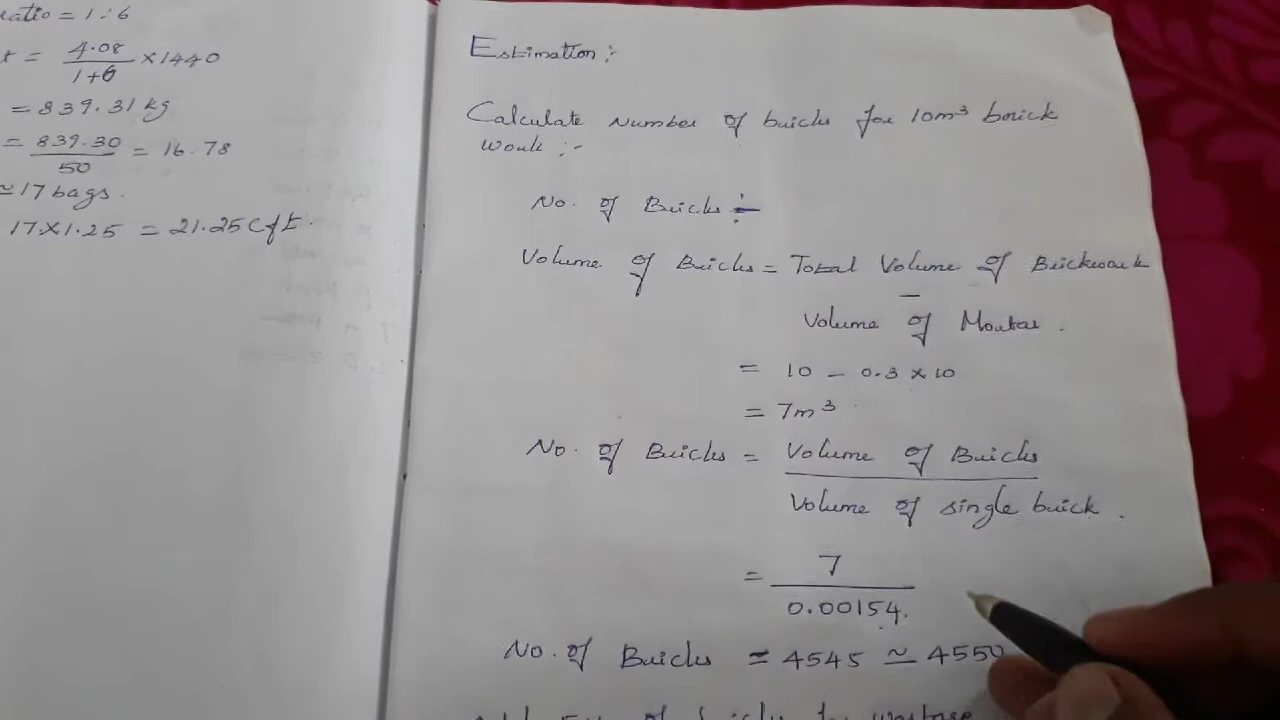 ratio = 1:6
= 4.08 / 1+6 × 1440
= 839.31 kg
= 839.30 / 50 = 16.78
≃ 17 bags.
17×1.25 = 21.25 Cft.
Estimation :-
Calculate Number of bricks for 10m³ brick
work :-
No. of Bricks :-
Volume of Bricks = Total Volume of Brickwork
—
Volume of Mortar.
= 10 - 0.3 × 10
= 7m³
No. of Bricks = Volume of Bricks
Volume of single brick.
= 7
0.00154.
No. of Bricks = 4545 ≃ 4550